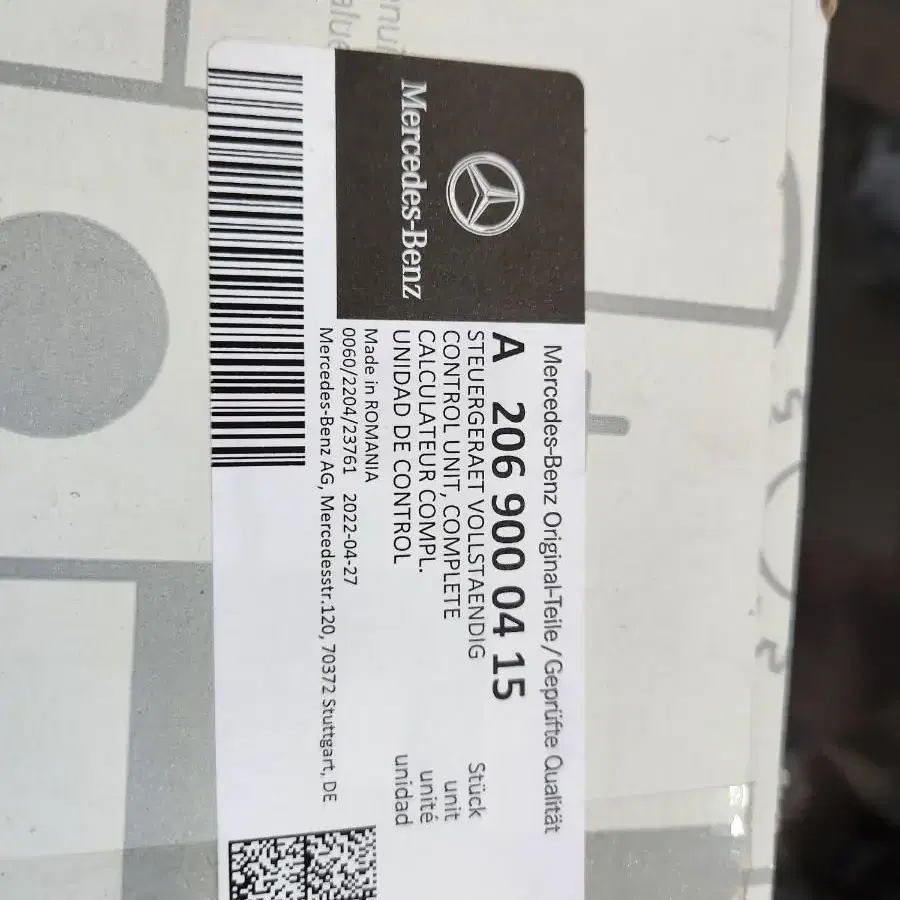 Mercedes-Benz
Mercedes-Benz Original-Teile/Geprüfte Qualität
A 206 900 04 15
STEUERGERAET VOLLSTAENDIG
Stück
CONTROL UNIT, COMPLETE
unit
CALCULATEUR COMPL.
unité
UNIDAD DE CONTROL
unidad
Made in ROMANIA
0060/2204/23761 2022-04-27
Mercedes-Benz AG, Mercedesstr.120, 70372 Stuttgart, DE